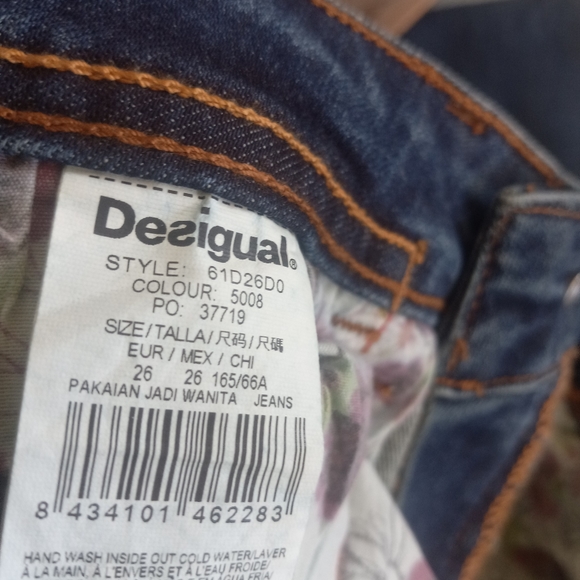 Desigual®
STYLE: 61D26D0
COLOUR: 5008
PO: 37719
SIZE/TALLA/尺码/尺碼
EUR / MEX / CHI
26 26 165/66A
PAKAIAN JADI WANITA JEANS
8 434101 462283
HAND WASH INSIDE OUT COLD WATER/LAVER
À LA MAIN, À L'ENVERS ET À L'EAU FROIDE/